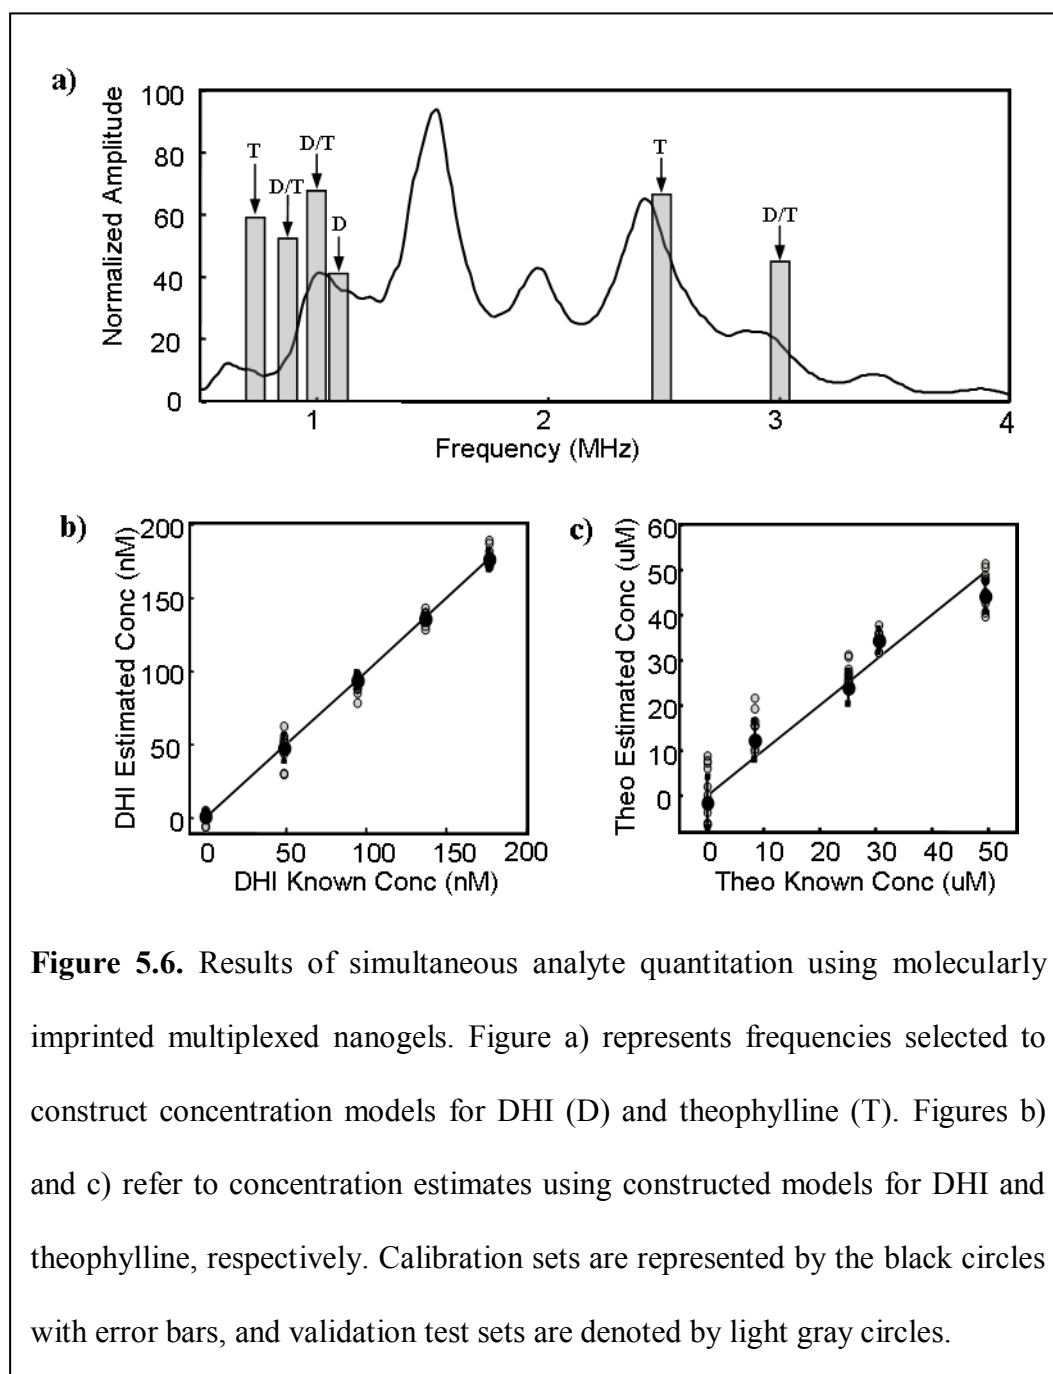 a)
Normalized Amplitude
100
80
60
40
20
0
T
D/T
D/T
D
T
D/T
1
2
3
4
Frequency (MHz)
b)
DHI Estimated Conc (nM)
200
150
100
50
0
0
50
100
150
200
DHI Known Conc (nM)
c)
Theo Estimated Conc (uM)
60
50
40
30
20
10
0
0
10
20
30
40
50
Theo Known Conc (uM)
Figure 5.6. Results of simultaneous analyte quantitation using molecularly
imprinted multiplexed nanogels. Figure a) represents frequencies selected to
construct concentration models for DHI (D) and theophylline (T). Figures b)
and c) refer to concentration estimates using constructed models for DHI and
theophylline, respectively. Calibration sets are represented by the black circles
with error bars, and validation test sets are denoted by light gray circles.